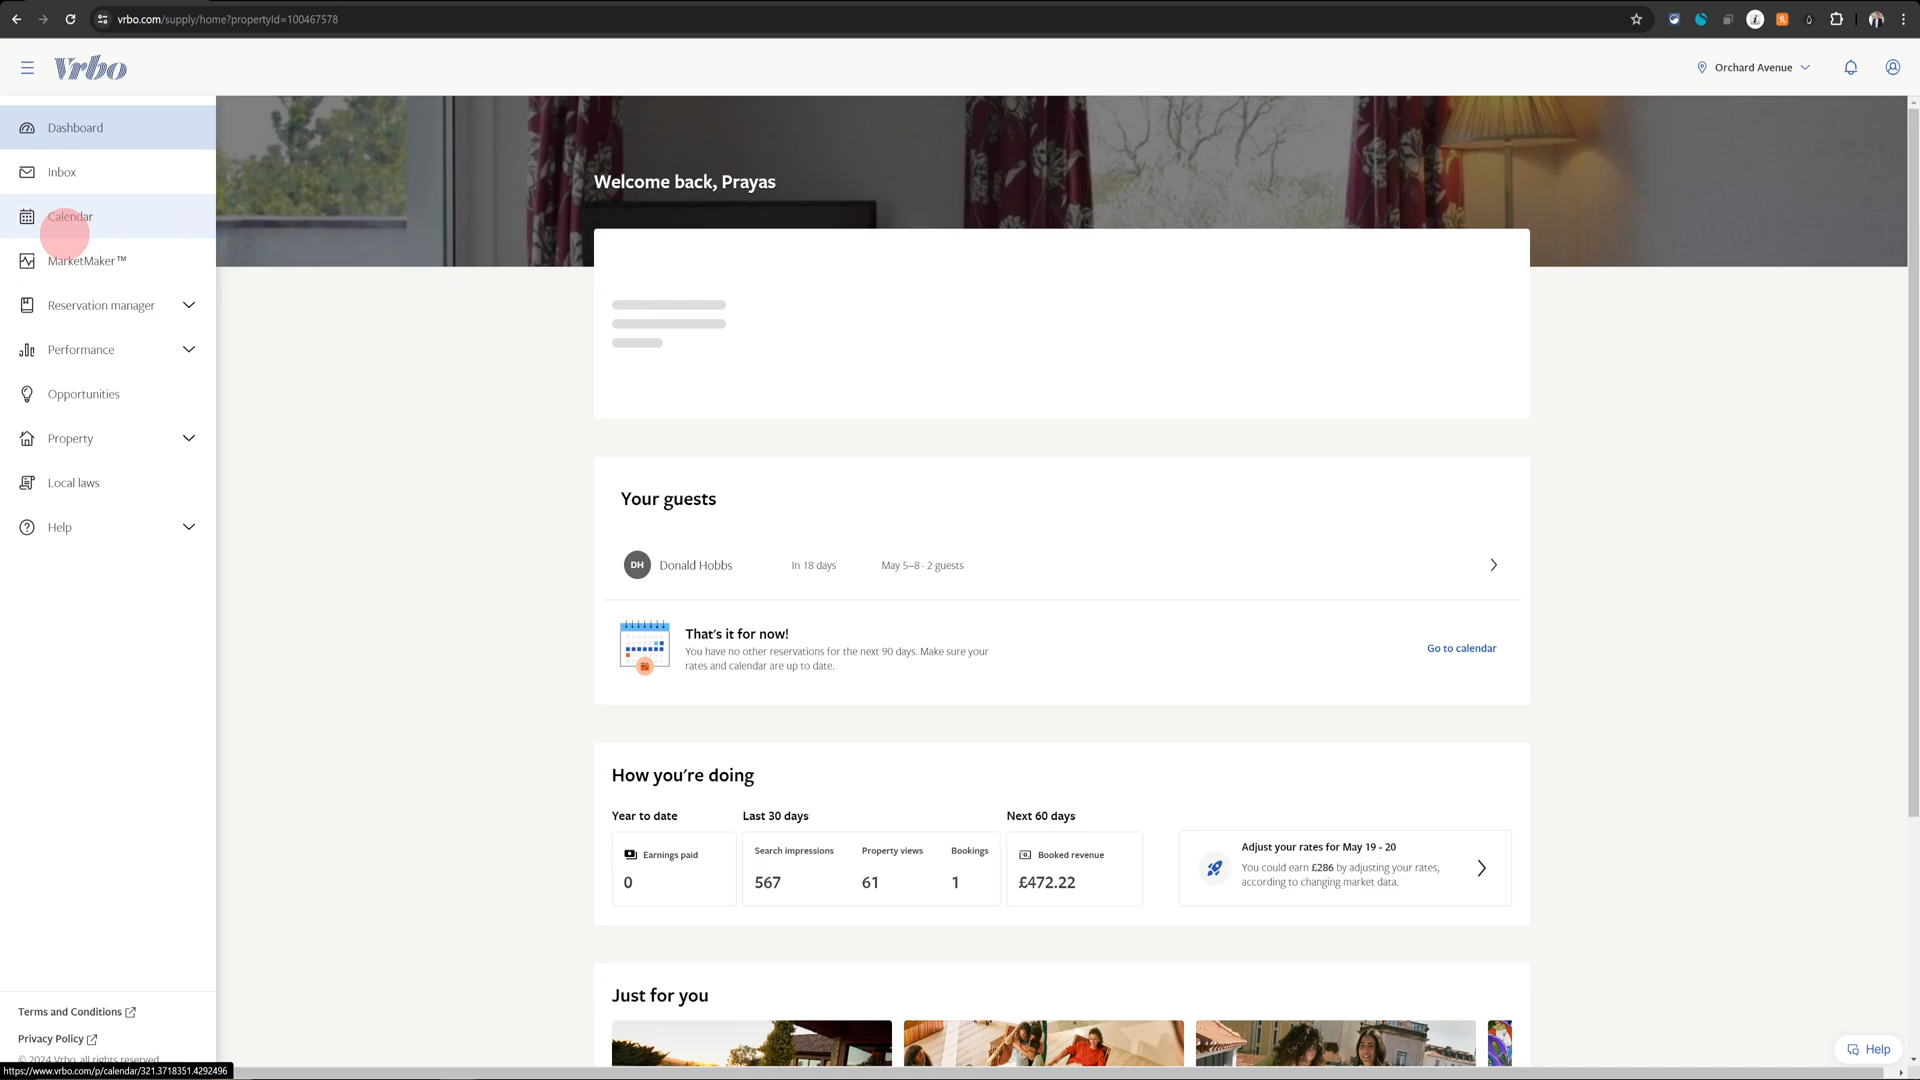 vrbo.com/supply/home?propertyId=100467578
Vrbo
Orchard Avenue
Dashboard
Inbox
Calendar
MarketMaker™
Reservation manager
Performance
Opportunities
Property
Local laws
Help
Welcome back, Prayas
Your guests
DH
Donald Hobbs
In 18 days
May 5–8 · 2 guests
That's it for now!
You have no other reservations for the next 90 days. Make sure your
rates and calendar are up to date.
Go to calendar
How you're doing
Year to date
Last 30 days
Next 60 days
Earnings paid
0
Search impressions
567
Property views
61
Bookings
1
Booked revenue
£472.22
Adjust your rates for May 19 - 20
You could earn £286 by adjusting your rates,
according to changing market data.
Just for you
Terms and Conditions
Privacy Policy
© 2024 Vrbo, all rights reserved
https://www.vrbo.com/p/calendar/321.3718351.4292496
Help